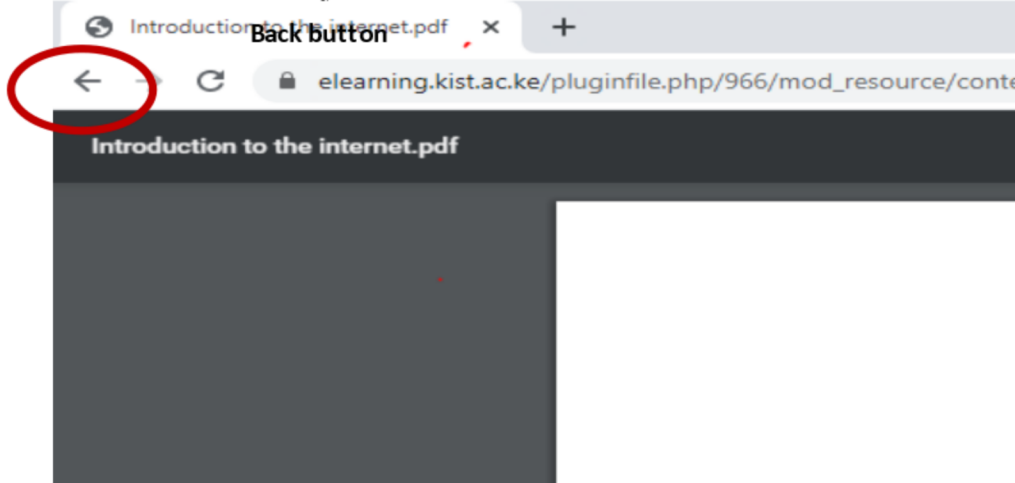 Introduction to the internet.pdf
Back button
elearning.kist.ac.ke/pluginfile.php/966/mod_resource/conte
Introduction to the internet.pdf